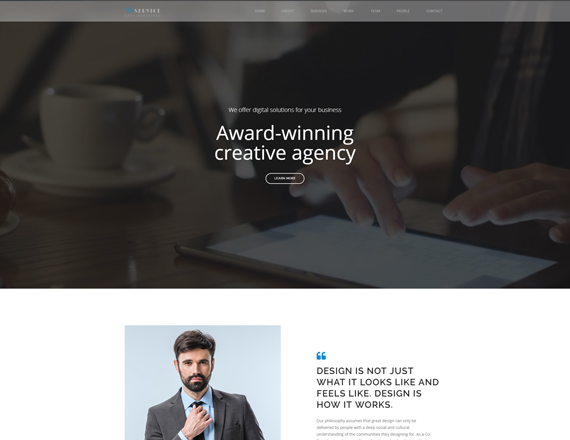 HOME ABOUT SERVICES WORK TEAM PEOPLE CONTACT
We offer digital solutions for your business
Award-winning
creative agency
LEARN MORE
DESIGN IS NOT JUST
WHAT IT LOOKS LIKE AND
FEELS LIKE. DESIGN IS
HOW IT WORKS.
Our philosophy assumes that great design can only be
delivered by people with a deep social and cultural
understanding of the communities they designing for. As a Co-